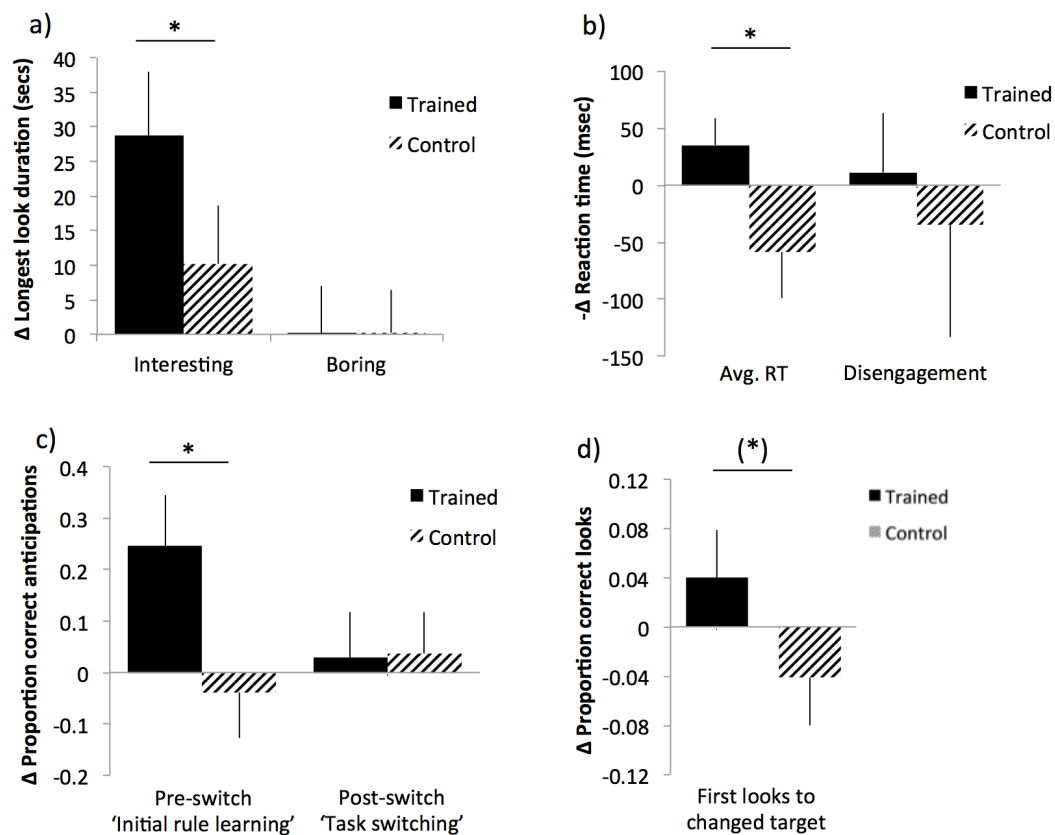 a)
*
Δ Longest look duration (secs)
40
35
30
25
20
15
10
5
0
Trained
Control
Interesting
Boring
b)
*
-Δ Reaction time (msec)
100
50
0
-50
-100
-150
Trained
Control
Avg. RT
Disengagement
c)
*
Δ Proportion correct anticipations
0.4
0.3
0.2
0.1
0
-0.1
-0.2
Trained
Control
Pre-switch
‘Initial rule learning’
Post-switch
‘Task switching’
d)
(*)
Δ Proportion correct looks
0.12
0.08
0.04
0
-0.04
-0.08
-0.12
Trained
Control
First looks to
changed target